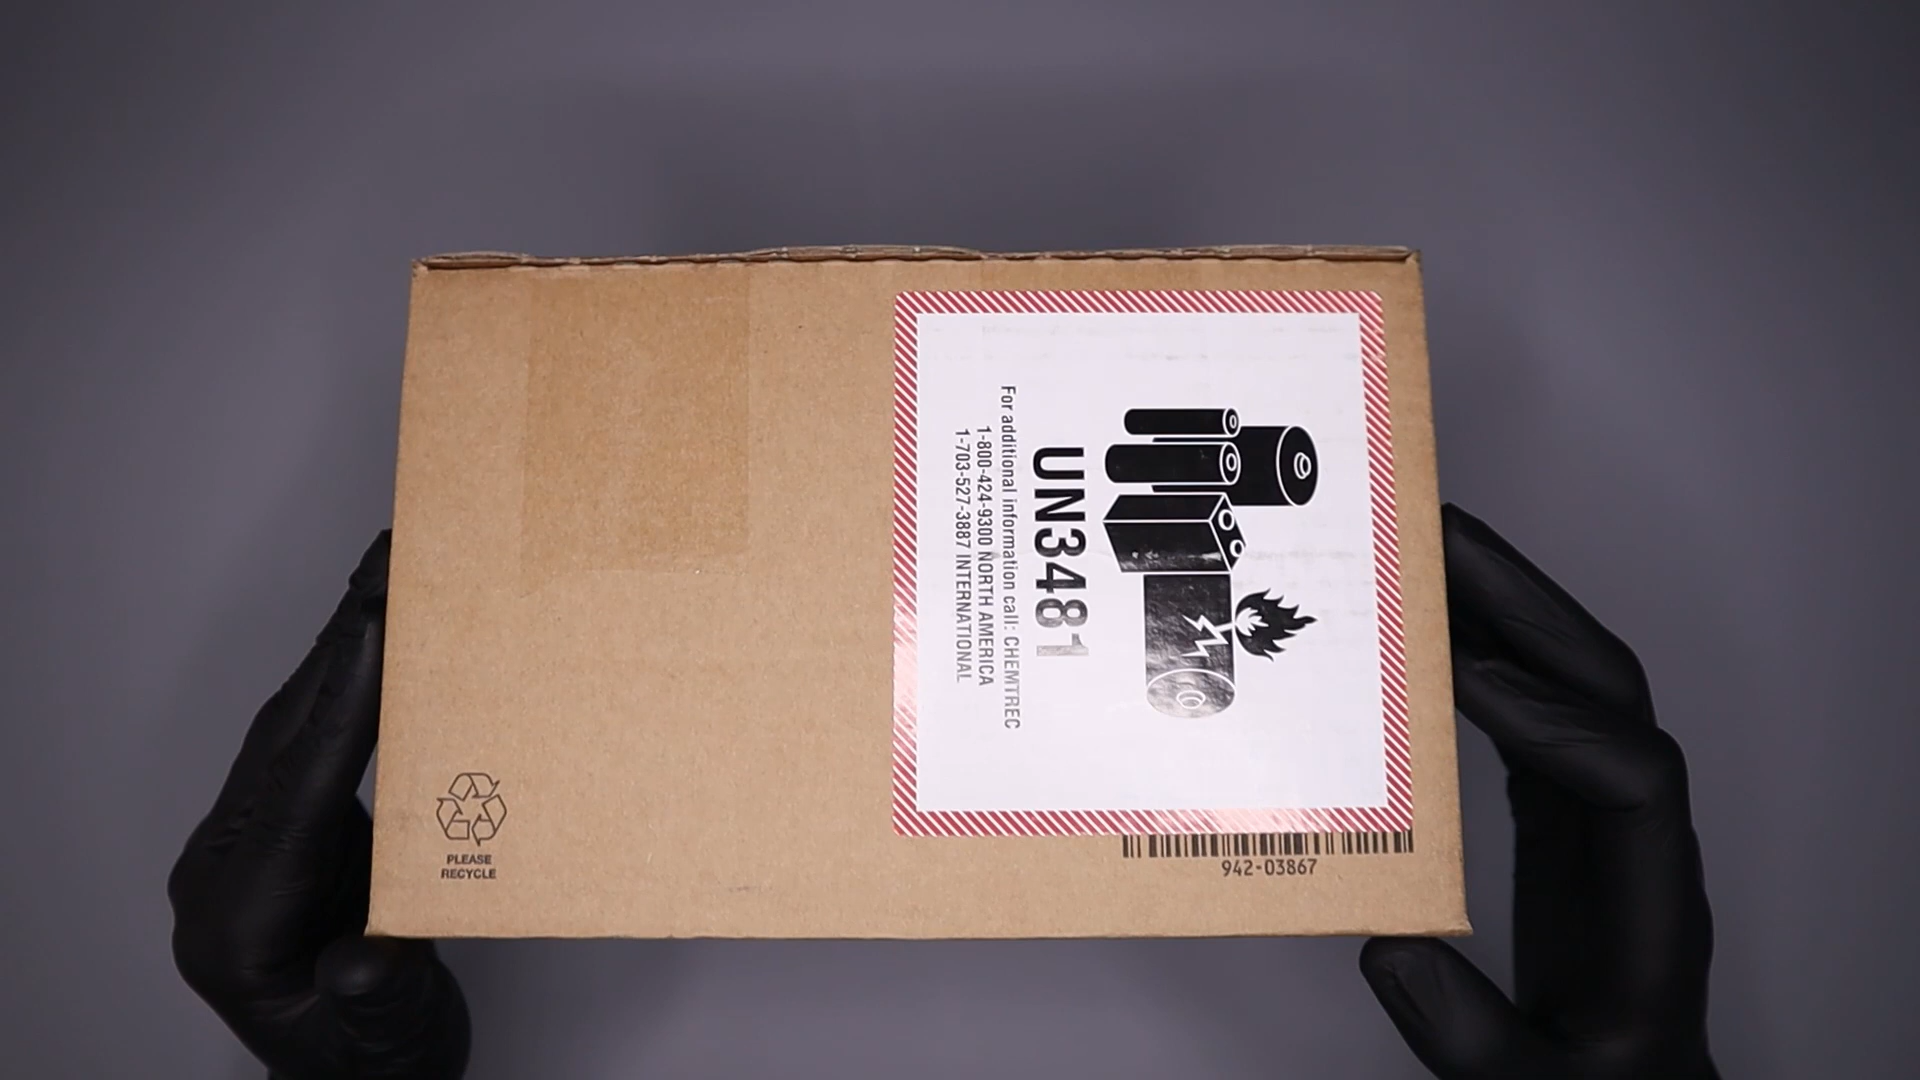 UN3481
For additional information call: CHEMTREC
1-800-424-9300 NORTH AMERICA
1-703-527-3887 INTERNATIONAL
PLEASE
RECYCLE
942-03867